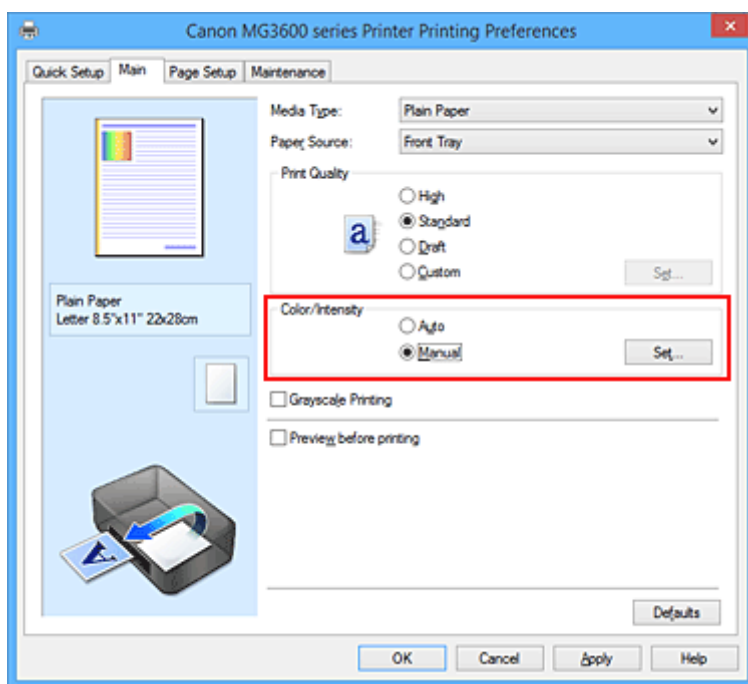 Canon MG3600 series Printer Printing Preferences
Quick Setup Main Page Setup Maintenance
Media Type: Plain Paper
Paper Source: Front Tray
Print Quality
High
Standard
Draft
Custom Set...
Plain Paper
Letter 8.5"x11" 22x28cm
Color/Intensity
Auto
Manual Set...
Grayscale Printing
Preview before printing
Defaults
OK Cancel Apply Help